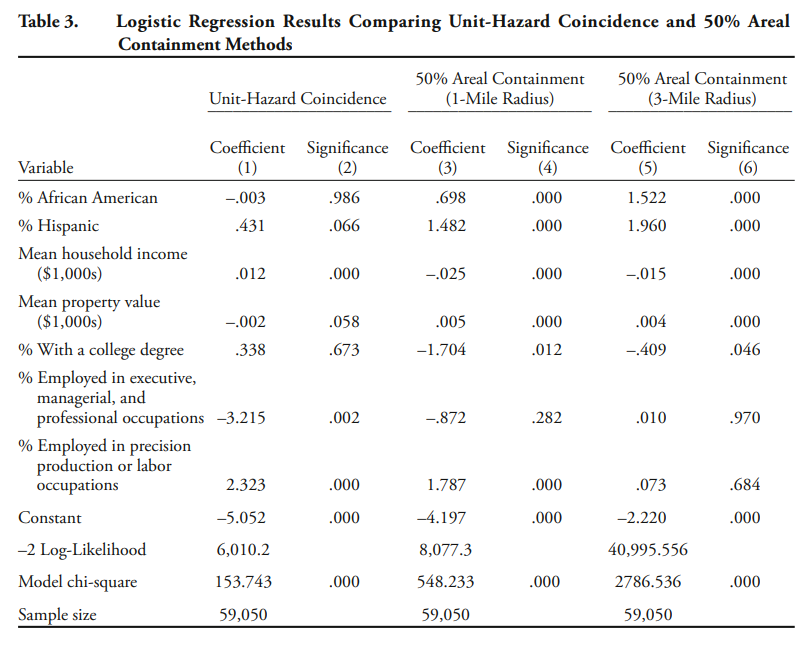 Table 3. Logistic Regression Results Comparing Unit-Hazard Coincidence and 50% Areal
Containment Methods
50% Areal Containment 50% Areal Containment
Unit-Hazard Coincidence (1-Mile Radius) (3-Mile Radius)
Coefficient Significance Coefficient Significance Coefficient Significance
Variable (1) (2) (3) (4) (5) (6)
% African American –.003 .986 .698 .000 1.522 .000
% Hispanic .431 .066 1.482 .000 1.960 .000
Mean household income
($1,000s) .012 .000 –.025 .000 –.015 .000
Mean property value
($1,000s) –.002 .058 .005 .000 .004 .000
% With a college degree .338 .673 –1.704 .012 –.409 .046
% Employed in executive,
managerial, and
professional occupations –3.215 .002 –.872 .282 .010 .970
% Employed in precision
production or labor
occupations 2.323 .000 1.787 .000 .073 .684
Constant –5.052 .000 –4.197 .000 –2.220 .000
–2 Log-Likelihood 6,010.2 8,077.3 40,995.556
Model chi-square 153.743 .000 548.233 .000 2786.536 .000
Sample size 59,050 59,050 59,050